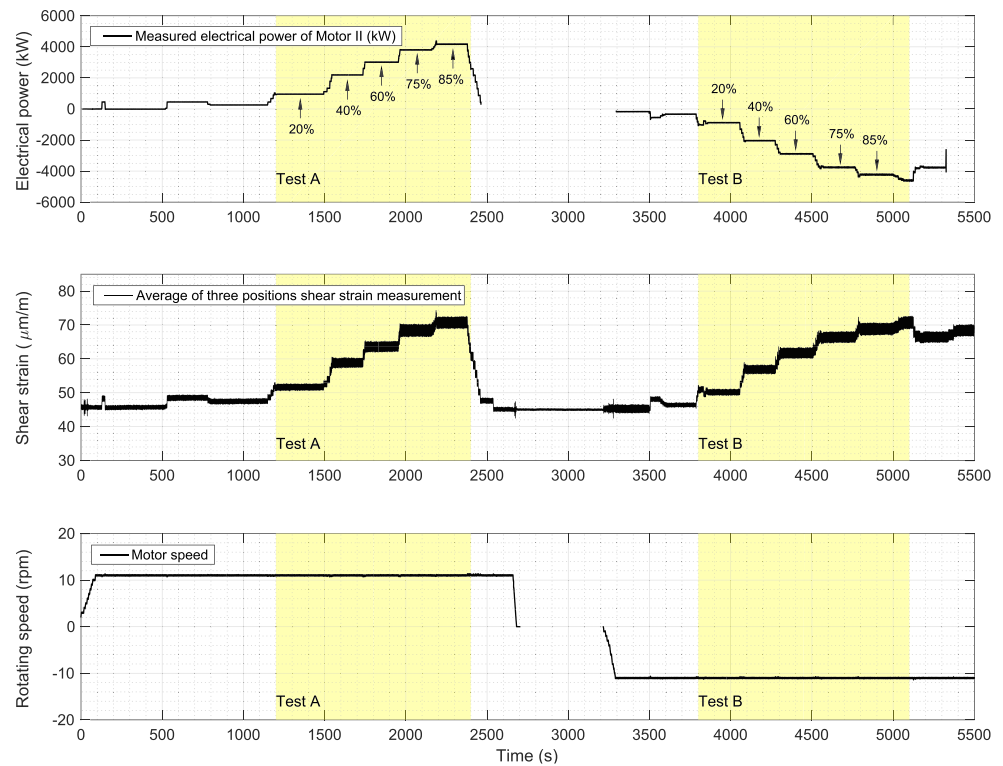 Electrical power (kW)
6000
4000
2000
0
-2000
-4000
-6000
Measured electrical power of Motor II (kW)
20%
40%
60%
75%
85%
Test A
20%
40%
60%
75%
85%
Test B
0 500 1000 1500 2000 2500 3000 3500 4000 4500 5000 5500
Shear strain ( μm/m)
80
70
60
50
40
30
Average of three positions shear strain measurement
Test A
Test B
0 500 1000 1500 2000 2500 3000 3500 4000 4500 5000 5500
Rotating speed (rpm)
20
10
0
-10
-20
Motor speed
Test A
Test B
0 500 1000 1500 2000 2500 3000 3500 4000 4500 5000 5500
Time (s)